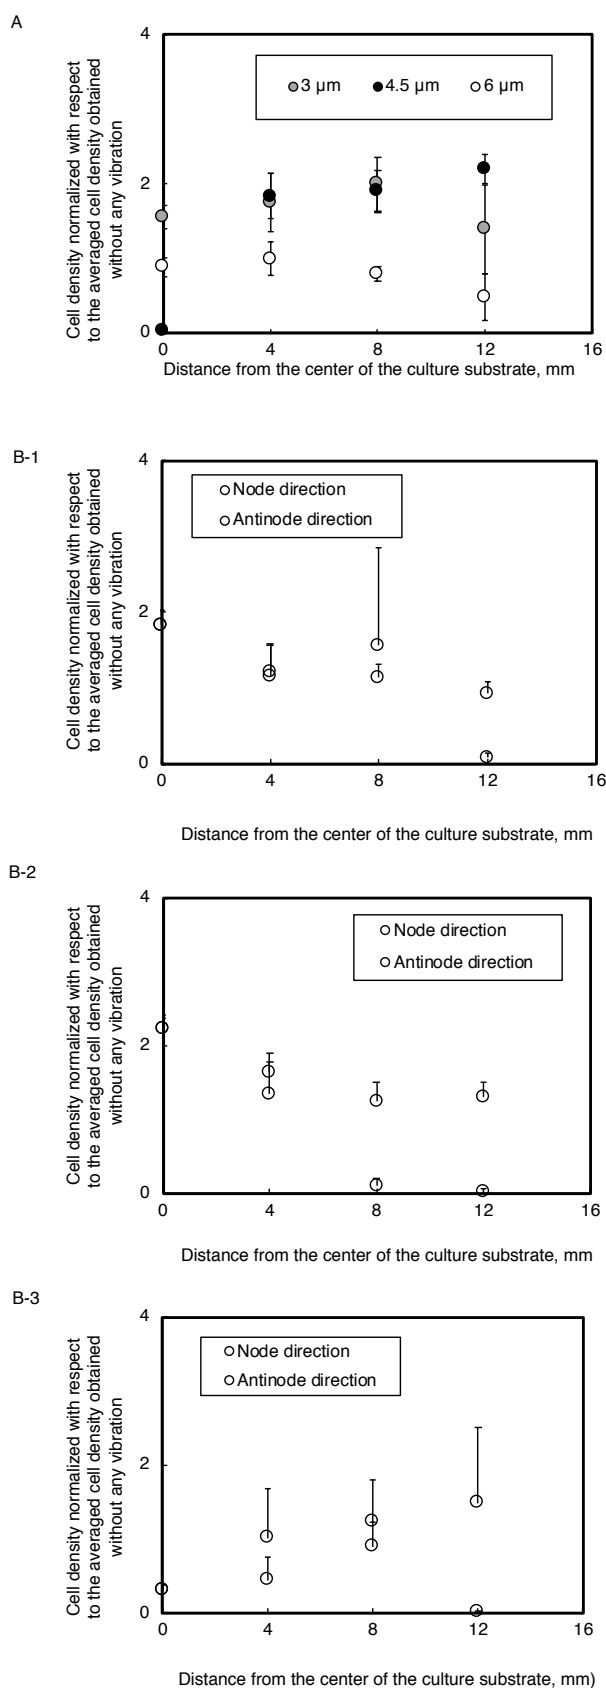 A
Cell density normalized with respect
to the averaged cell density obtained
without any vibration
4
2
0
3 µm 4.5 µm 6 µm
0 4 8 12 16
Distance from the center of the culture substrate, mm
B-1
Cell density normalized with respect
to the averaged cell density obtained
without any vibration
4
2
0
Node direction
Antinode direction
0 4 8 12 16
Distance from the center of the culture substrate, mm
B-2
Cell density normalized with respect
to the averaged cell density obtained
without any vibration
4
2
0
Node direction
Antinode direction
0 4 8 12 16
Distance from the center of the culture substrate, mm
B-3
Cell density normalized with respect
to the averaged cell density obtained
without any vibration
4
2
0
Node direction
Antinode direction
0 4 8 12 16
Distance from the center of the culture substrate, mm)